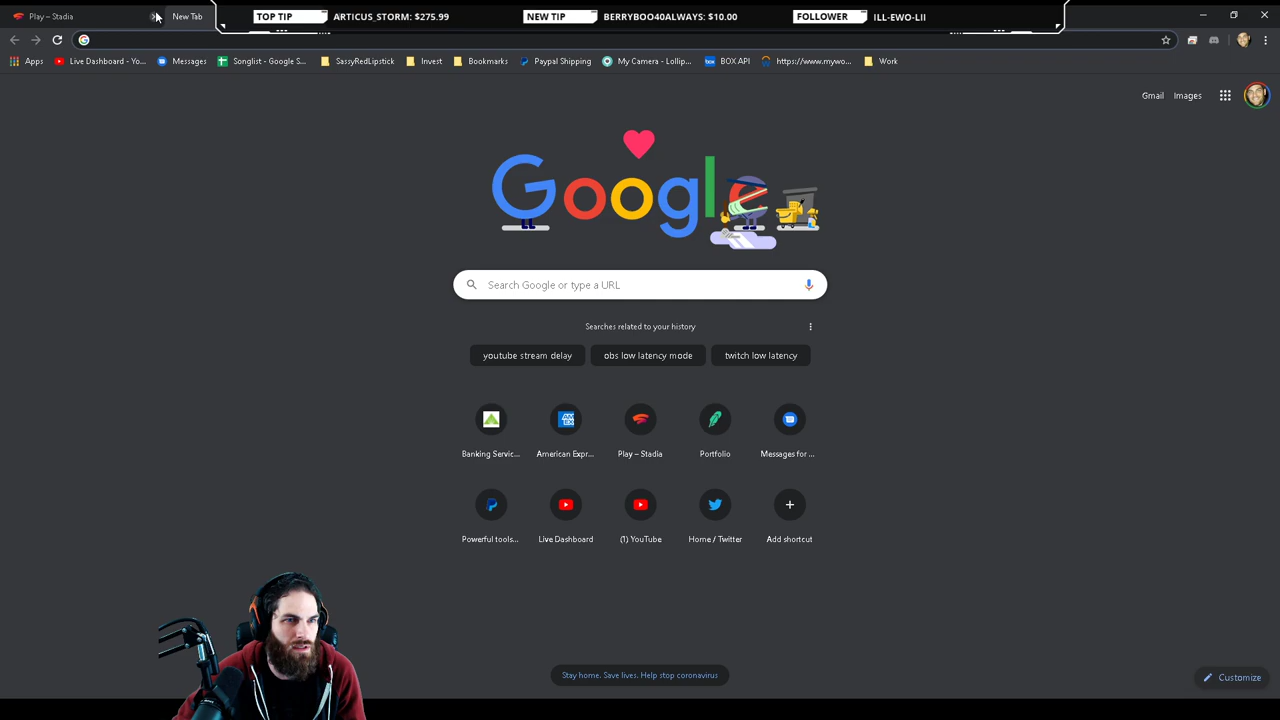 Play – Stadia
New Tab
TOP TIP ARTICUS_STORM: $275.99 NEW TIP BERRYBOO40ALWAYS: $10.00 FOLLOWER ILL-EWO-LII
Apps Live Dashboard - Yo... Messages Songlist - Google S... SassyRedLipstick Invest Bookmarks Paypal Shipping My Camera - Lollip... BOX API https://www.mywo... Work
Gmail Images
Google
Search Google or type a URL
Searches related to your history
youtube stream delay obs low latency mode twitch low latency
Banking Servic... American Expr... Play – Stadia Portfolio Messages for ...
Powerful tools... Live Dashboard (1) YouTube Home / Twitter Add shortcut
Stay home. Save lives. Help stop coronavirus
Customize